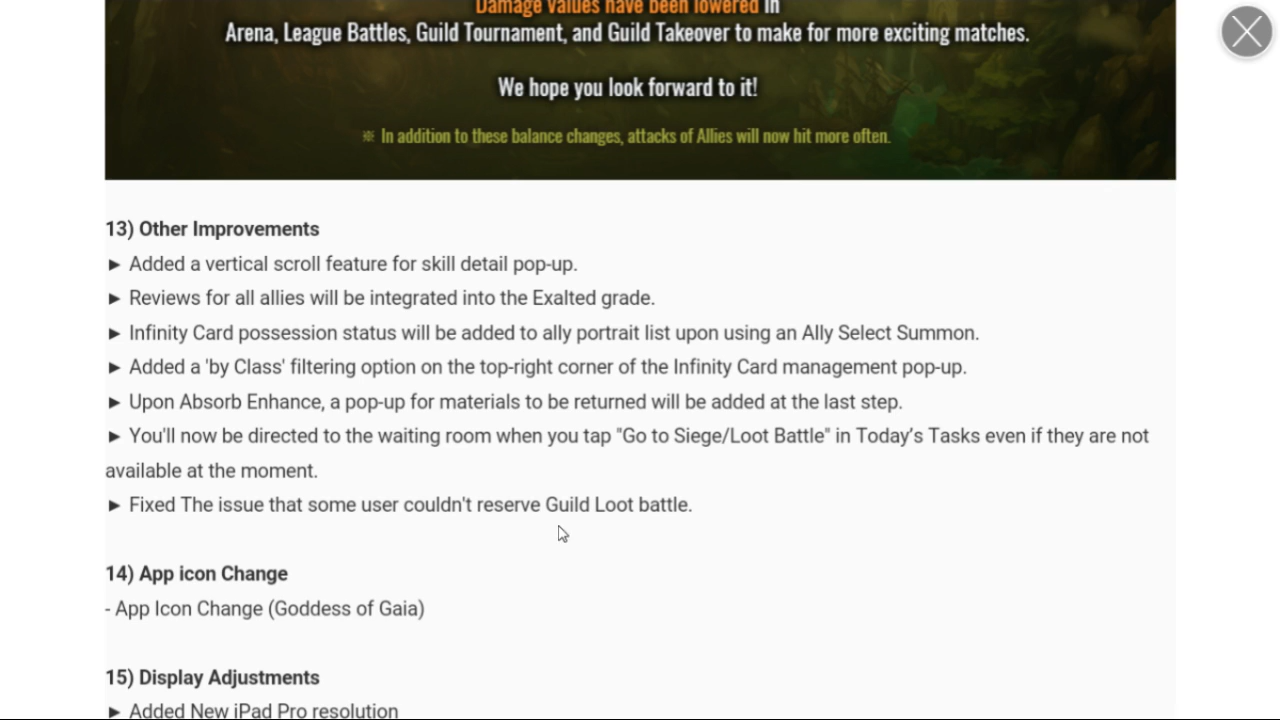 Damage values have been lowered in
Arena, League Battles, Guild Tournament, and Guild Takeover to make for more exciting matches.
We hope you look forward to it!
※ In addition to these balance changes, attacks of Allies will now hit more often.
13) Other Improvements
► Added a vertical scroll feature for skill detail pop-up.
► Reviews for all allies will be integrated into the Exalted grade.
► Infinity Card possession status will be added to ally portrait list upon using an Ally Select Summon.
► Added a 'by Class' filtering option on the top-right corner of the Infinity Card management pop-up.
► Upon Absorb Enhance, a pop-up for materials to be returned will be added at the last step.
► You'll now be directed to the waiting room when you tap "Go to Siege/Loot Battle" in Today’s Tasks even if they are not
available at the moment.
► Fixed The issue that some user couldn't reserve Guild Loot battle.
14) App icon Change
- App Icon Change (Goddess of Gaia)
15) Display Adjustments
► Added New iPad Pro resolution